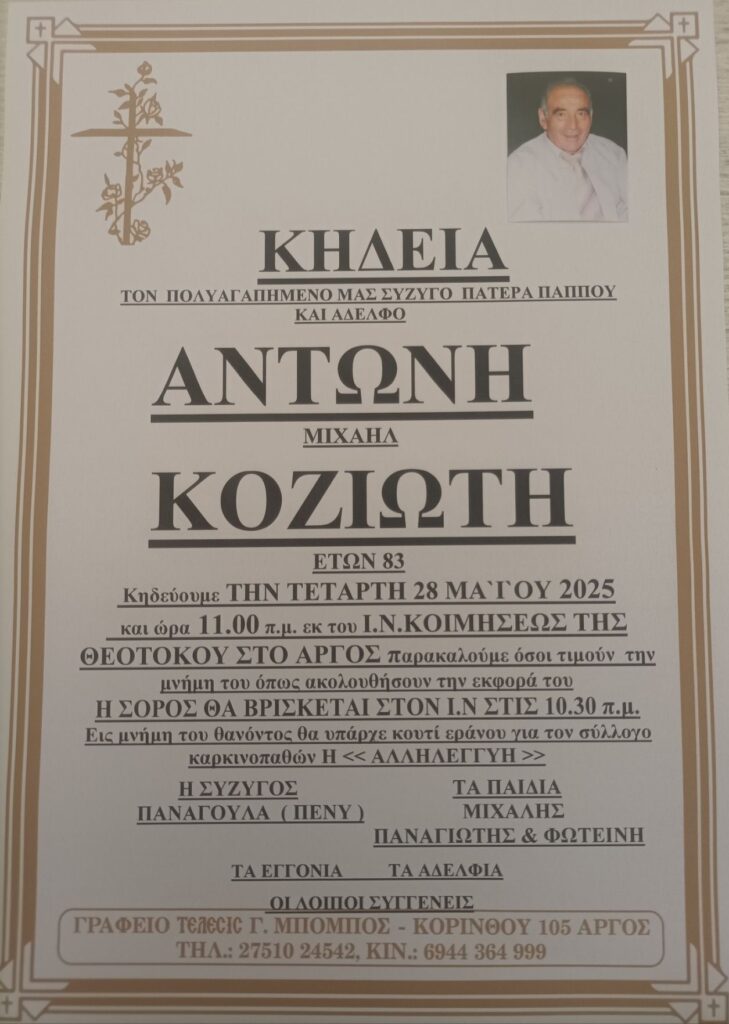 ΚΗΔΕΙΑ
ΤΟΝ ΠΟΛΥΑΓΑΠΗΜΕΝΟ ΜΑΣ ΣΥΖΥΓΟ ΠΑΤΕΡΑ ΠΑΠΠΟΥ
ΚΑΙ ΑΔΕΛΦΟ
ΑΝΤΩΝΗ
ΜΙΧΑΗΛ
ΚΟΖΙΩΤΗ
ΕΤΩΝ 83
Κηδεύουμε ΤΗΝ ΤΕΤΑΡΤΗ 28 ΜΑ`Ι'ΟΥ 2025
και ώρα 11.00 π.μ. εκ του Ι.Ν.ΚΟΙΜΗΣΕΩΣ ΤΗΣ
ΘΕΟΤΟΚΟΥ ΣΤΟ ΑΡΓΟΣ παρακαλούμε όσοι τιμούν την
μνήμη του όπως ακολουθήσουν την εκφορά του
Η ΣΟΡΟΣ ΘΑ ΒΡΙΣΚΕΤΑΙ ΣΤΟΝ Ι.Ν ΣΤΙΣ 10.30 π.μ.
Εις μνήμη του θανόντος θα υπάρχε κουτί εράνου για τον σύλλογο
καρκινοπαθών Η << ΑΛΛΗΛΕΓΓΥΗ >>
Η ΣΥΖΥΓΟΣ
ΠΑΝΑΓΟΥΛΑ ( ΠΕΝΥ )
ΤΑ ΠΑΙΔΙΑ
ΜΙΧΑΛΗΣ
ΠΑΝΑΓΙΩΤΗΣ & ΦΩΤΕΙΝΗ
ΤΑ ΕΓΓΟΝΙΑ ΤΑ ΑΔΕΛΦΙΑ
ΟΙ ΛΟΙΠΟΙ ΣΥΓΓΕΝΕΙΣ
ΓΡΑΦΕΙΟ ΤΕΛΕCIC Γ. ΜΠΟΜΠΟΣ - ΚΟΡΙΝΘΟΥ 105 ΑΡΓΟΣ
ΤΗΛ.: 27510 24542, ΚΙΝ.: 6944 364 999